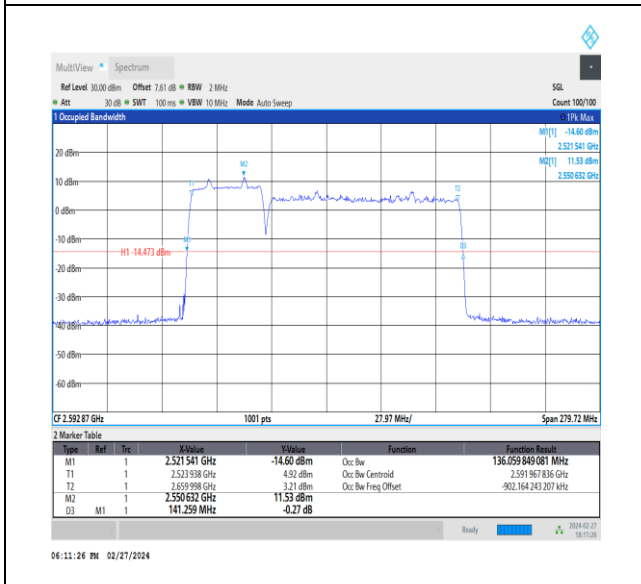 MultiView Spectrum
Ref Level 30.00 dBm Offset 7.61 dB RBW 2 MHz SGL
Att 30 dB SWT 100 ms VBW 10 MHz Mode Auto Sweep Count 100/100
1 Occupied Bandwidth 1Pk Max
M1[1] -14.60 dBm
2.521 541 GHz
20 dBm
M2[1] 11.53 dBm
2.550 632 GHz
M2
10 dBm
T1
T2
0 dBm
-10 dBm
M1
D3
H1 -14.473 dBm
-20 dBm
-30 dBm
-40 dBm
-50 dBm
-60 dBm
CF 2.592 87 GHz 1001 pts 27.97 MHz/ Span 279.72 MHz
2 Marker Table
Type Ref Trc X-Value Y-Value Function Function Result
M1 1 2.521 541 GHz -14.60 dBm Occ Bw 136.059 849 081 MHz
T1 1 2.523 938 GHz 4.92 dBm Occ Bw Centroid 2.591 967 836 GHz
T2 1 2.659 998 GHz 3.21 dBm Occ Bw Freq Offset -902.164 243 207 kHz
M2 1 2.550 632 GHz 11.53 dBm
D3 M1 1 141.259 MHz -0.27 dB
Ready 2024-02-27
18:11:26
06:11:26 PM 02/27/2024